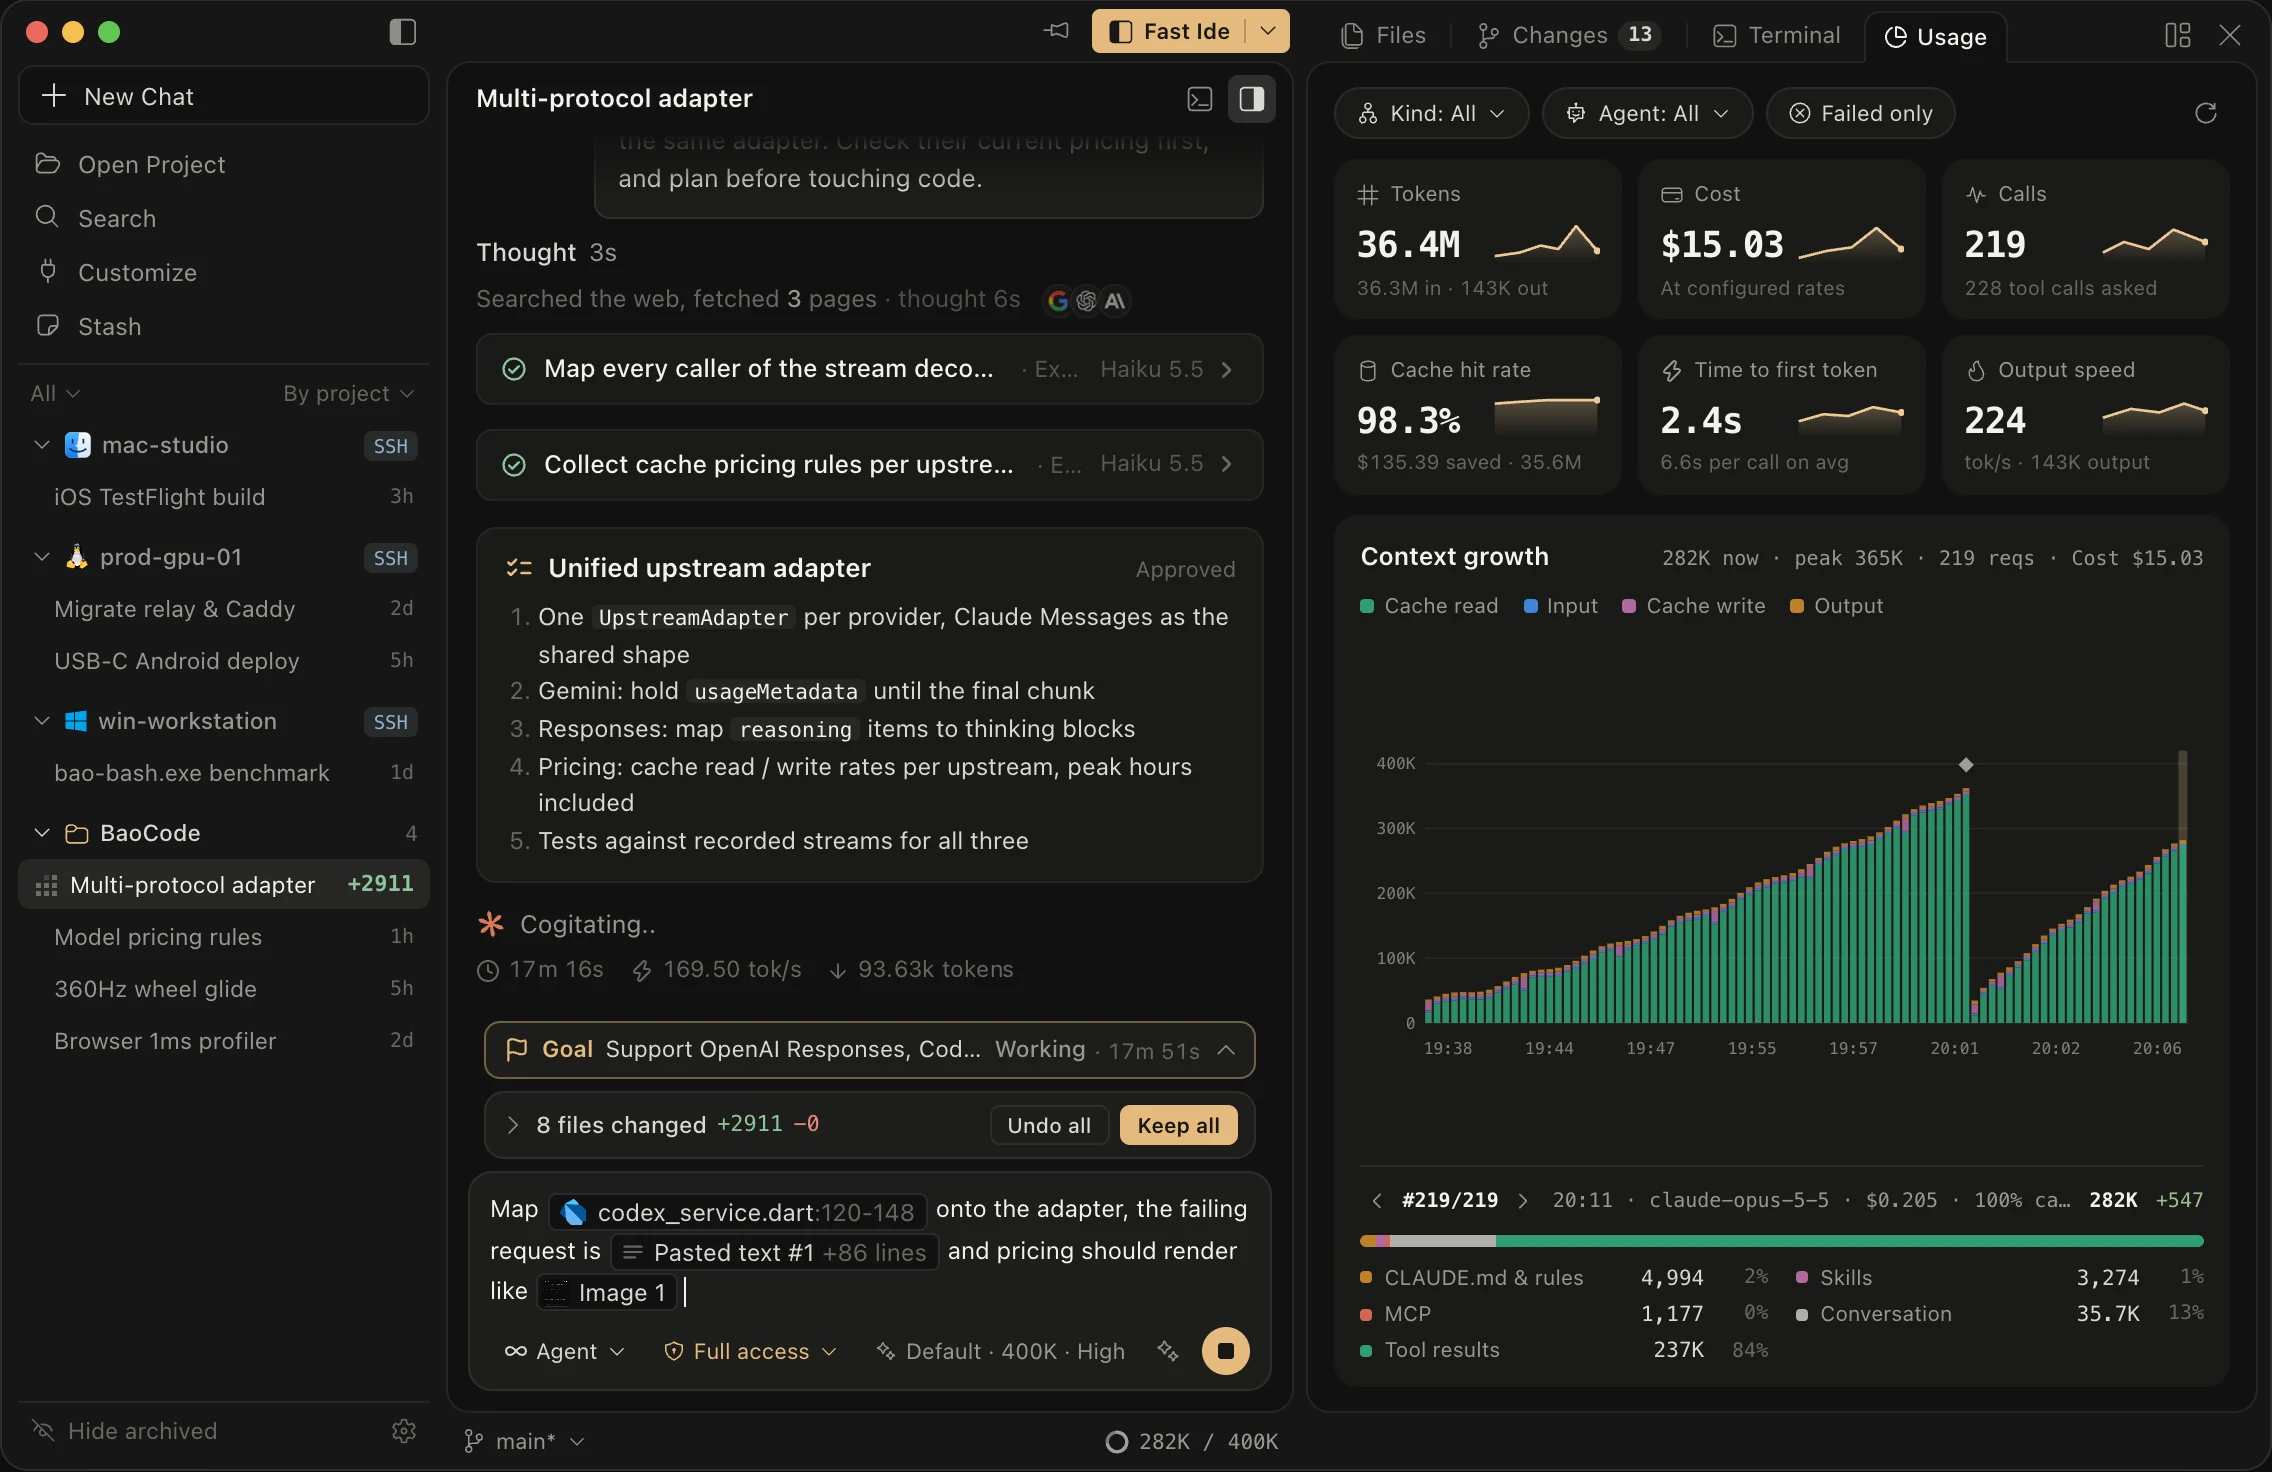 New Chat
Open Project
Search
Customize
Stash
All
By project
mac-studio SSH
iOS TestFlight build 3h
prod-gpu-01 SSH
Migrate relay & Caddy 2d
USB-C Android deploy 5h
win-workstation SSH
bao-bash.exe benchmark 1d
BaoCode 4
Multi-protocol adapter +2911
Model pricing rules 1h
360Hz wheel glide 5h
Browser 1ms profiler 2d
Hide archived
Fast Ide
Multi-protocol adapter
the same adapter. Check their current pricing first,
and plan before touching code.
Thought 3s
Searched the web, fetched 3 pages · thought 6s
Map every caller of the stream deco... · Ex... Haiku 5.5
Collect cache pricing rules per upstre... · E... Haiku 5.5
Unified upstream adapter Approved
1. One UpstreamAdapter per provider, Claude Messages as the
shared shape
2. Gemini: hold usageMetadata until the final chunk
3. Responses: map reasoning items to thinking blocks
4. Pricing: cache read / write rates per upstream, peak hours
included
5. Tests against recorded streams for all three
Cogitating..
17m 16s 169.50 tok/s 93.63k tokens
Goal Support OpenAI Responses, Cod... Working · 17m 51s
8 files changed +2911 −0 Undo all Keep all
Map codex_service.dart:120-148 onto the adapter, the failing
request is Pasted text #1 +86 lines and pricing should render
like Image 1
Agent Full access Default · 400K · High
main* 282K / 400K
Files Changes 13 Terminal Usage
Kind: All Agent: All Failed only
Tokens
36.4M
36.3M in · 143K out
Cost
$15.03
At configured rates
Calls
219
228 tool calls asked
Cache hit rate
98.3%
$135.39 saved · 35.6M
Time to first token
2.4s
6.6s per call on avg
Output speed
224
tok/s · 143K output
Context growth 282K now · peak 365K · 219 reqs · Cost $15.03
Cache read Input Cache write Output
400K
300K
200K
100K
0
19:38 19:44 19:47 19:55 19:57 20:01 20:02 20:06
#219/219 20:11 · claude-opus-5-5 · $0.205 · 100% ca… 282K +547
CLAUDE.md & rules 4,994 2% Skills 3,274 1%
MCP 1,177 0% Conversation 35.7K 13%
Tool results 237K 84%